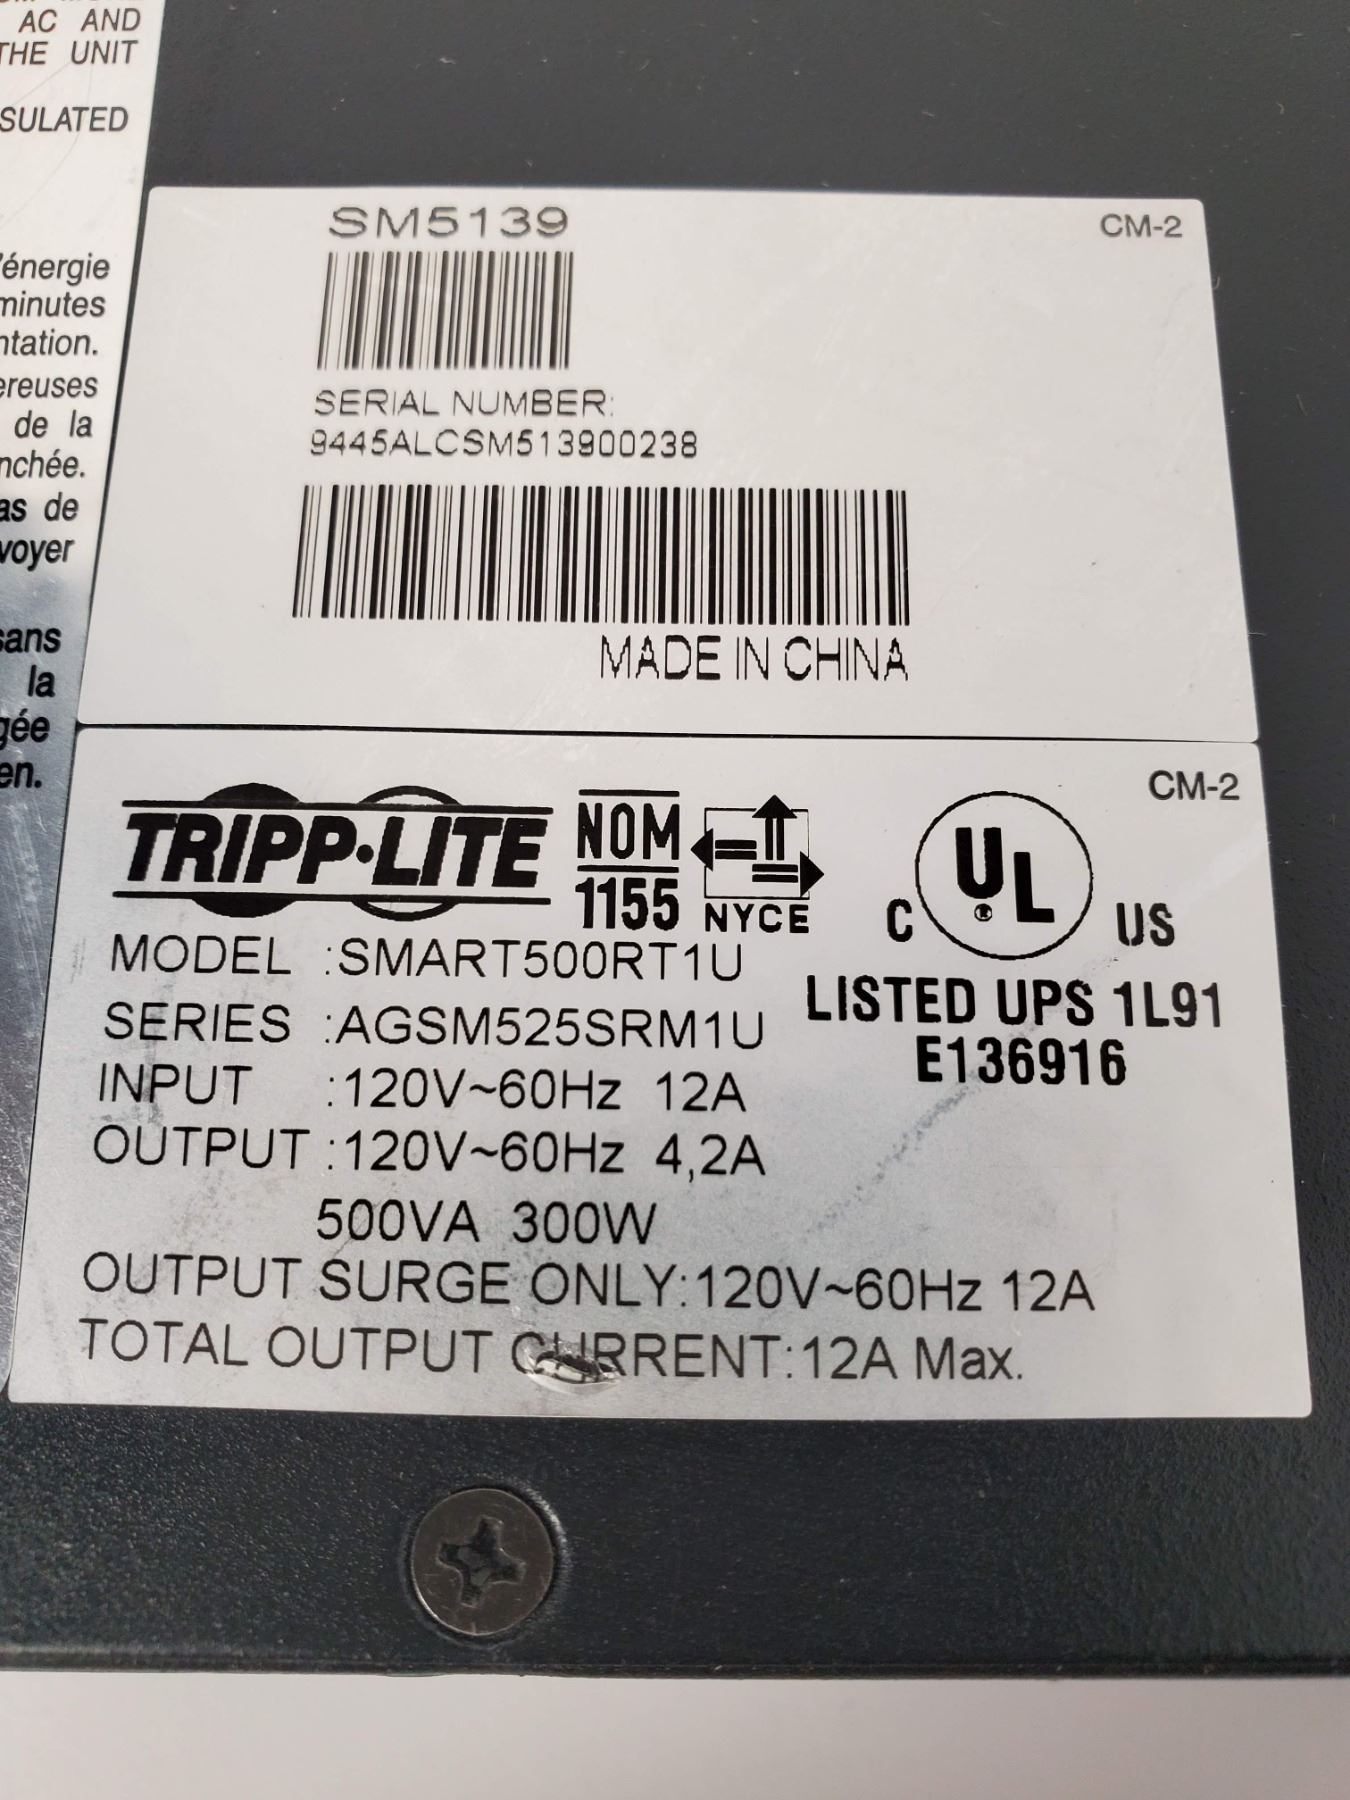 AC AND
THE UNIT
SULATED
'énergie
minutes
ntation.
ereuses
de la
nchée.
as de
voyer
sans
la
gée
en.
SM5139
CM-2
SERIAL NUMBER:
9445ALCSM513900238
MADE IN CHINA
CM-2
TRIPP·LITE
NOM
1155
NYCE
C UL ® US
LISTED UPS 1L91
E136916
MODEL :SMART500RT1U
SERIES :AGSM525SRM1U
INPUT :120V~60Hz 12A
OUTPUT :120V~60Hz 4,2A
500VA 300W
OUTPUT SURGE ONLY:120V~60Hz 12A
TOTAL OUTPUT CURRENT:12A Max.